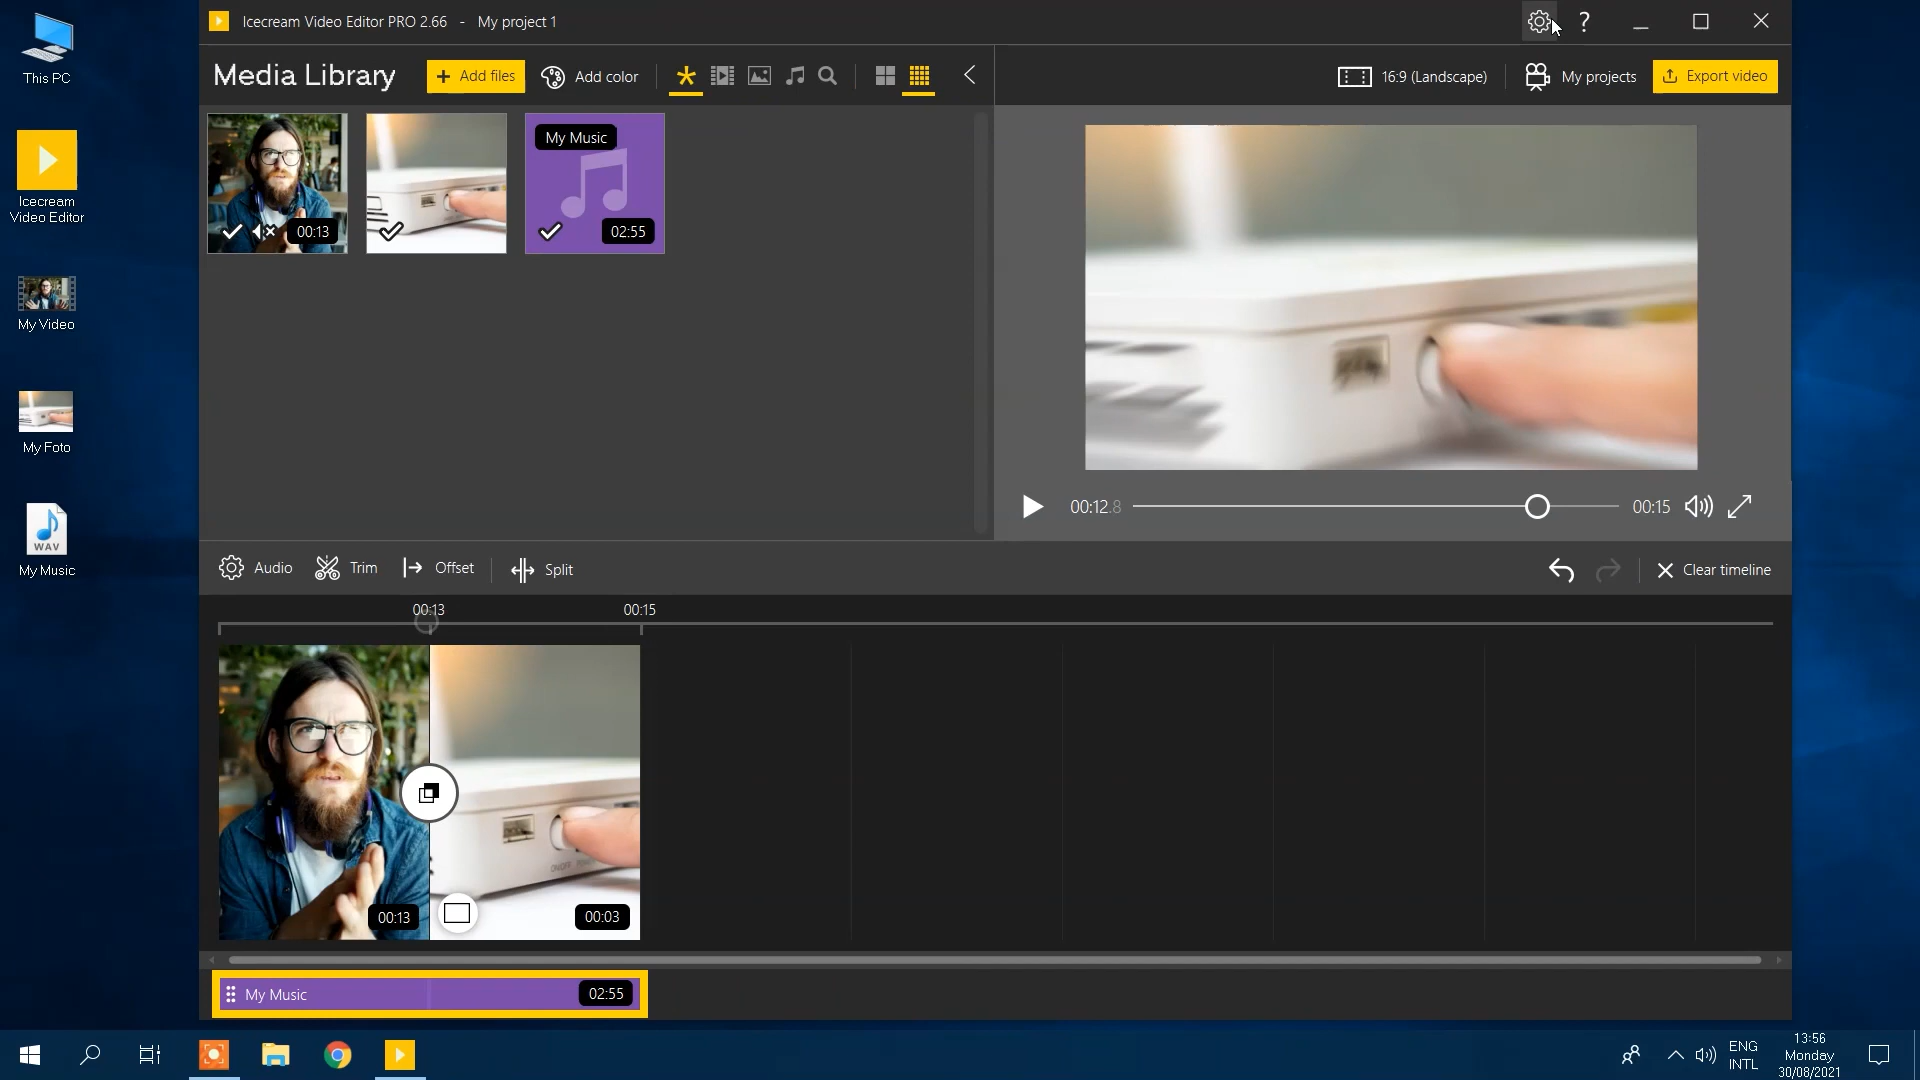 This PC
Icecream
Video Editor
My Video
My Foto
WAV
My Music
Icecream Video Editor PRO 2.66 - My project 1
?
Media Library
+ Add files
Add color
16:9 (Landscape)
My projects
Export video
00:13
My Music
02:55
00:12.8
00:15
Audio
Trim
Offset
Split
Clear timeline
00:13
00:15
00:13
00:03
My Music
02:55
ENG
INTL
13:56
Monday
30/08/2021